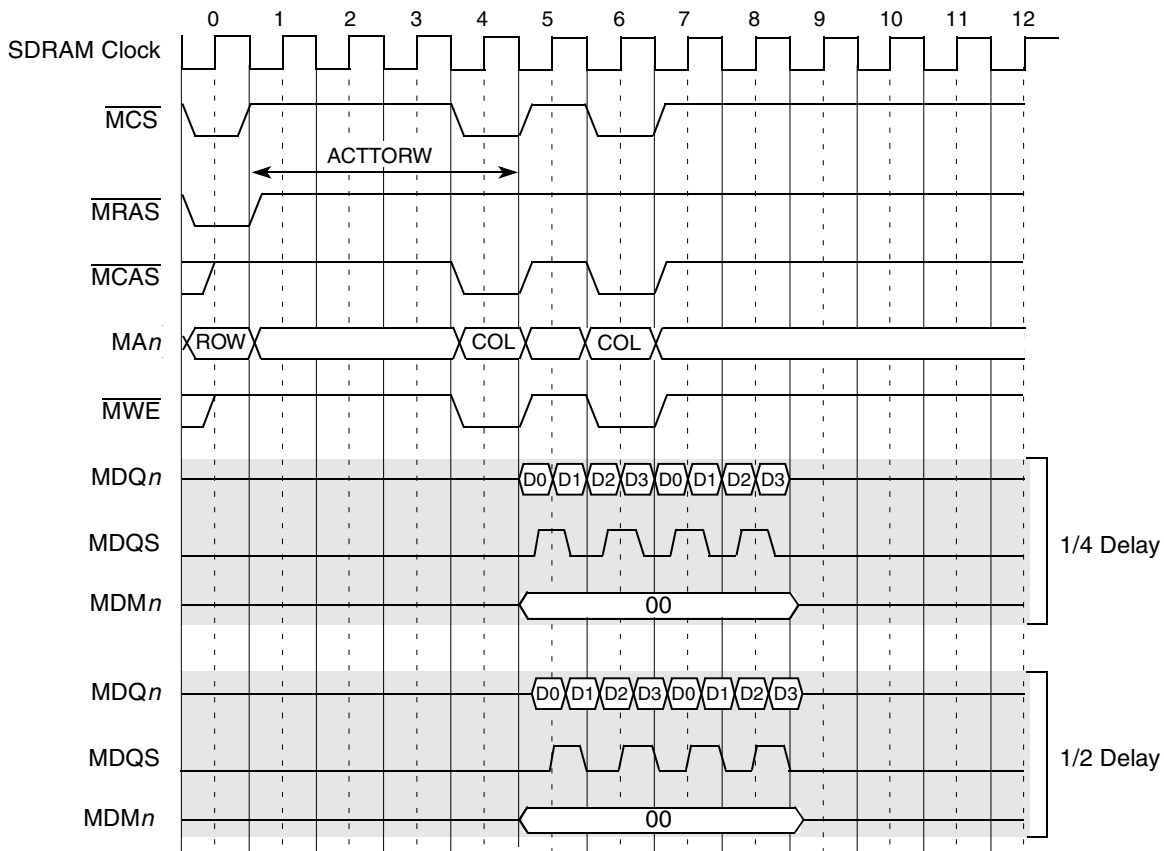 0 1 2 3 4 5 6 7 8 9 10 11 12
SDRAM Clock
MCS
ACTTORW
MRAS
MCAS
MAn ROW COL COL
MWE
MDQn D0 D1 D2 D3 D0 D1 D2 D3
MDQS
1/4 Delay
MDMn 00
MDQn D0 D1 D2 D3 D0 D1 D2 D3
MDQS
1/2 Delay
MDMn 00